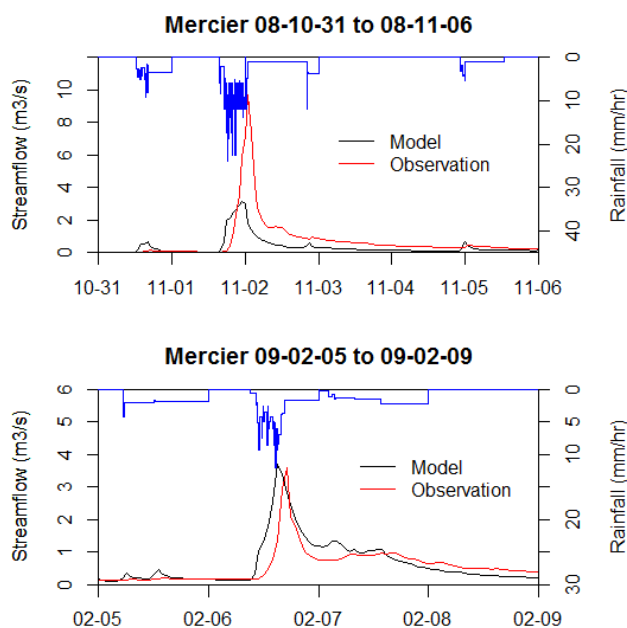 Mercier 08-10-31 to 08-11-06
Streamflow (m3/s)
10
8
6
4
2
0
Model
Observation
0
10
20
30
40
Rainfall (mm/hr)
10-31 11-01 11-02 11-03 11-04 11-05 11-06
Mercier 09-02-05 to 09-02-09
Streamflow (m3/s)
6
5
4
3
2
1
0
Model
Observation
0
5
10
20
30
Rainfall (mm/hr)
02-05 02-06 02-07 02-08 02-09